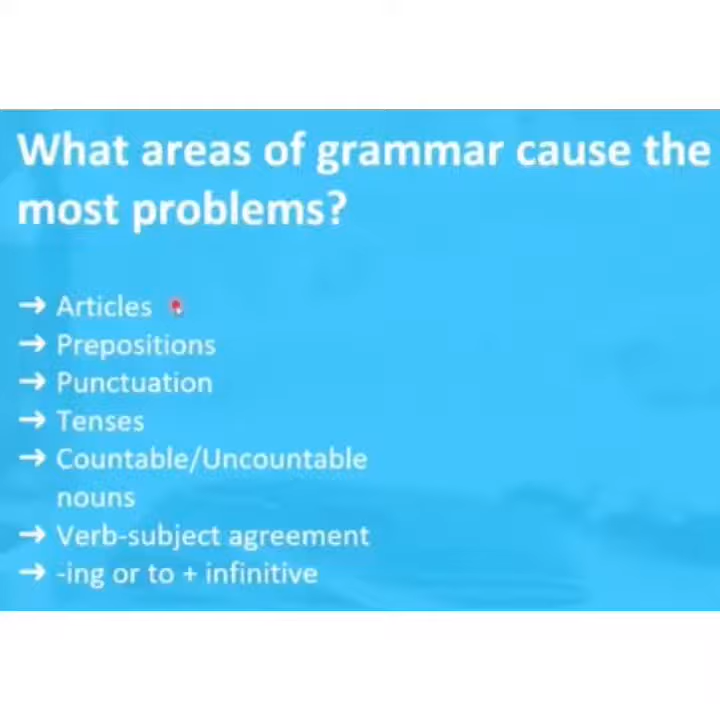 What areas of grammar cause the
most problems?
→ Articles
→ Prepositions
→ Punctuation
→ Tenses
→ Countable/Uncountable
nouns
→ Verb-subject agreement
→ -ing or to + infinitive